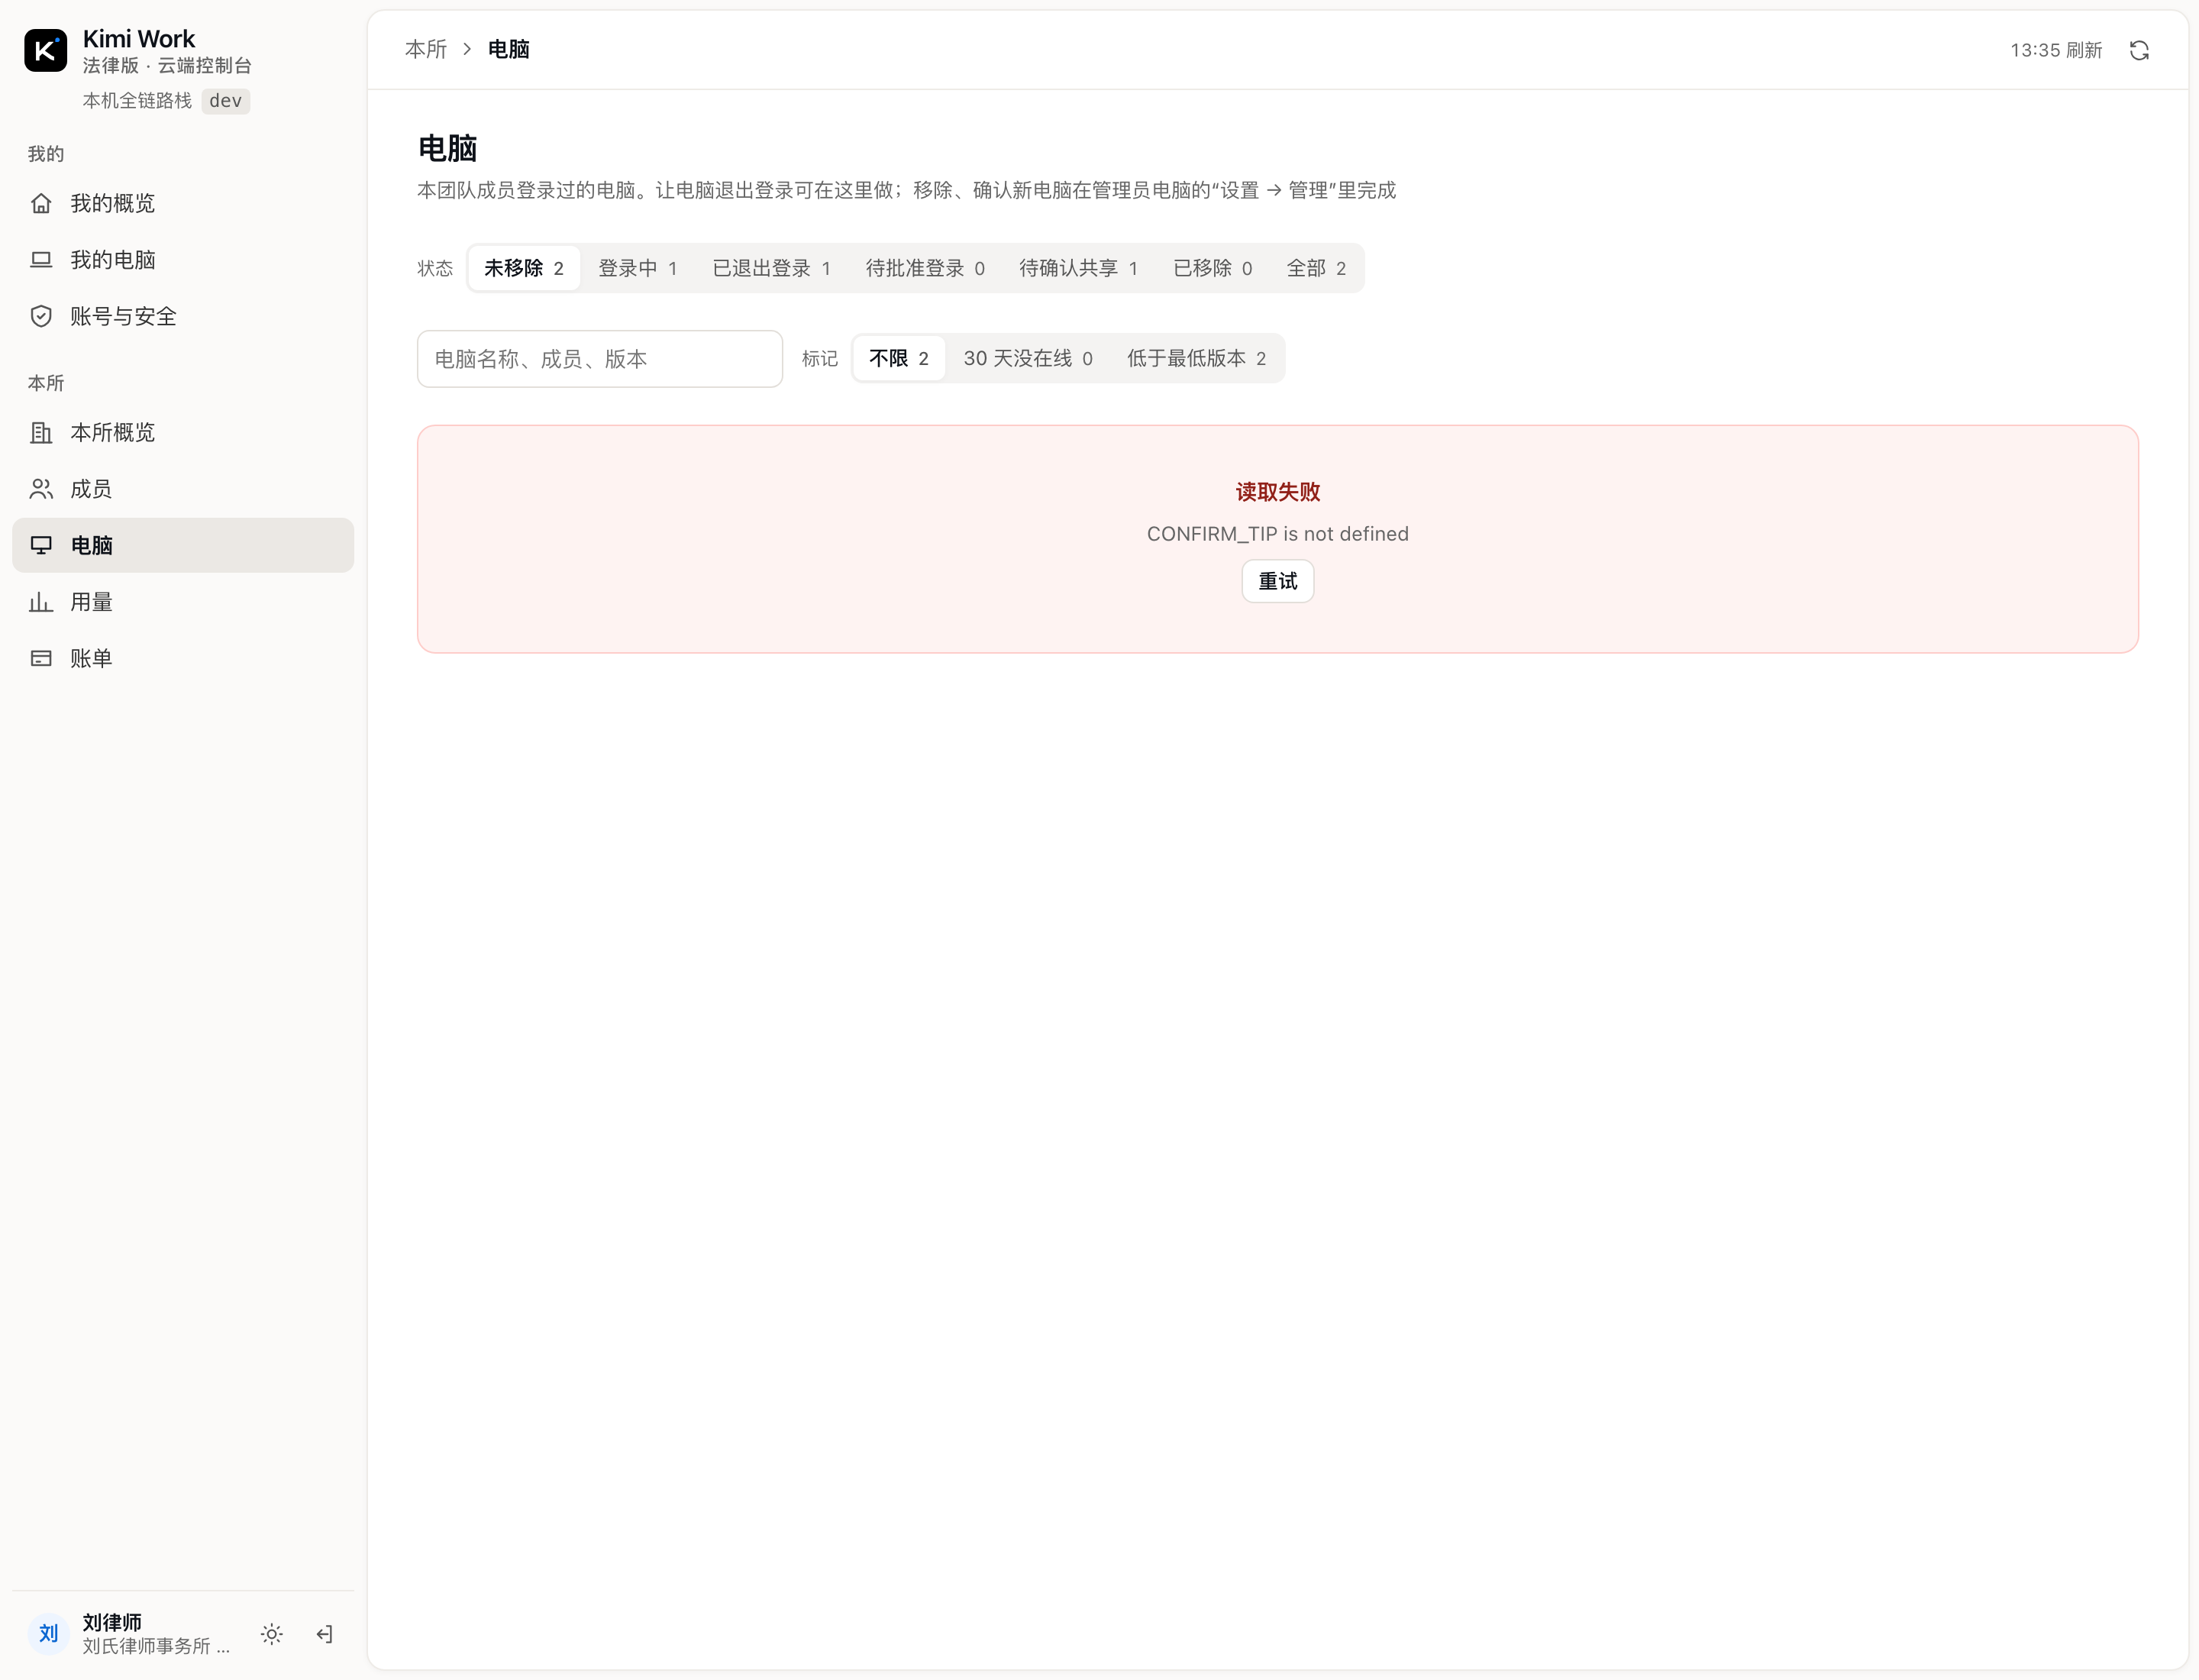 Kimi Work
法律版 · 云端控制台
本机全链路栈 dev
我的
我的概览
我的电脑
账号与安全
本所
本所概览
成员
电脑
用量
账单
刘
刘律师
刘氏律师事务所 ...
本所 > 电脑
13:35 刷新
电脑
本团队成员登录过的电脑。让电脑退出登录可在这里做；移除、确认新电脑在管理员电脑的“设置 → 管理”里完成
状态 未移除 2 登录中 1 已退出登录 1 待批准登录 0 待确认共享 1 已移除 0 全部 2
电脑名称、成员、版本 标记 不限 2 30 天没在线 0 低于最低版本 2
读取失败
CONFIRM_TIP is not defined
重试